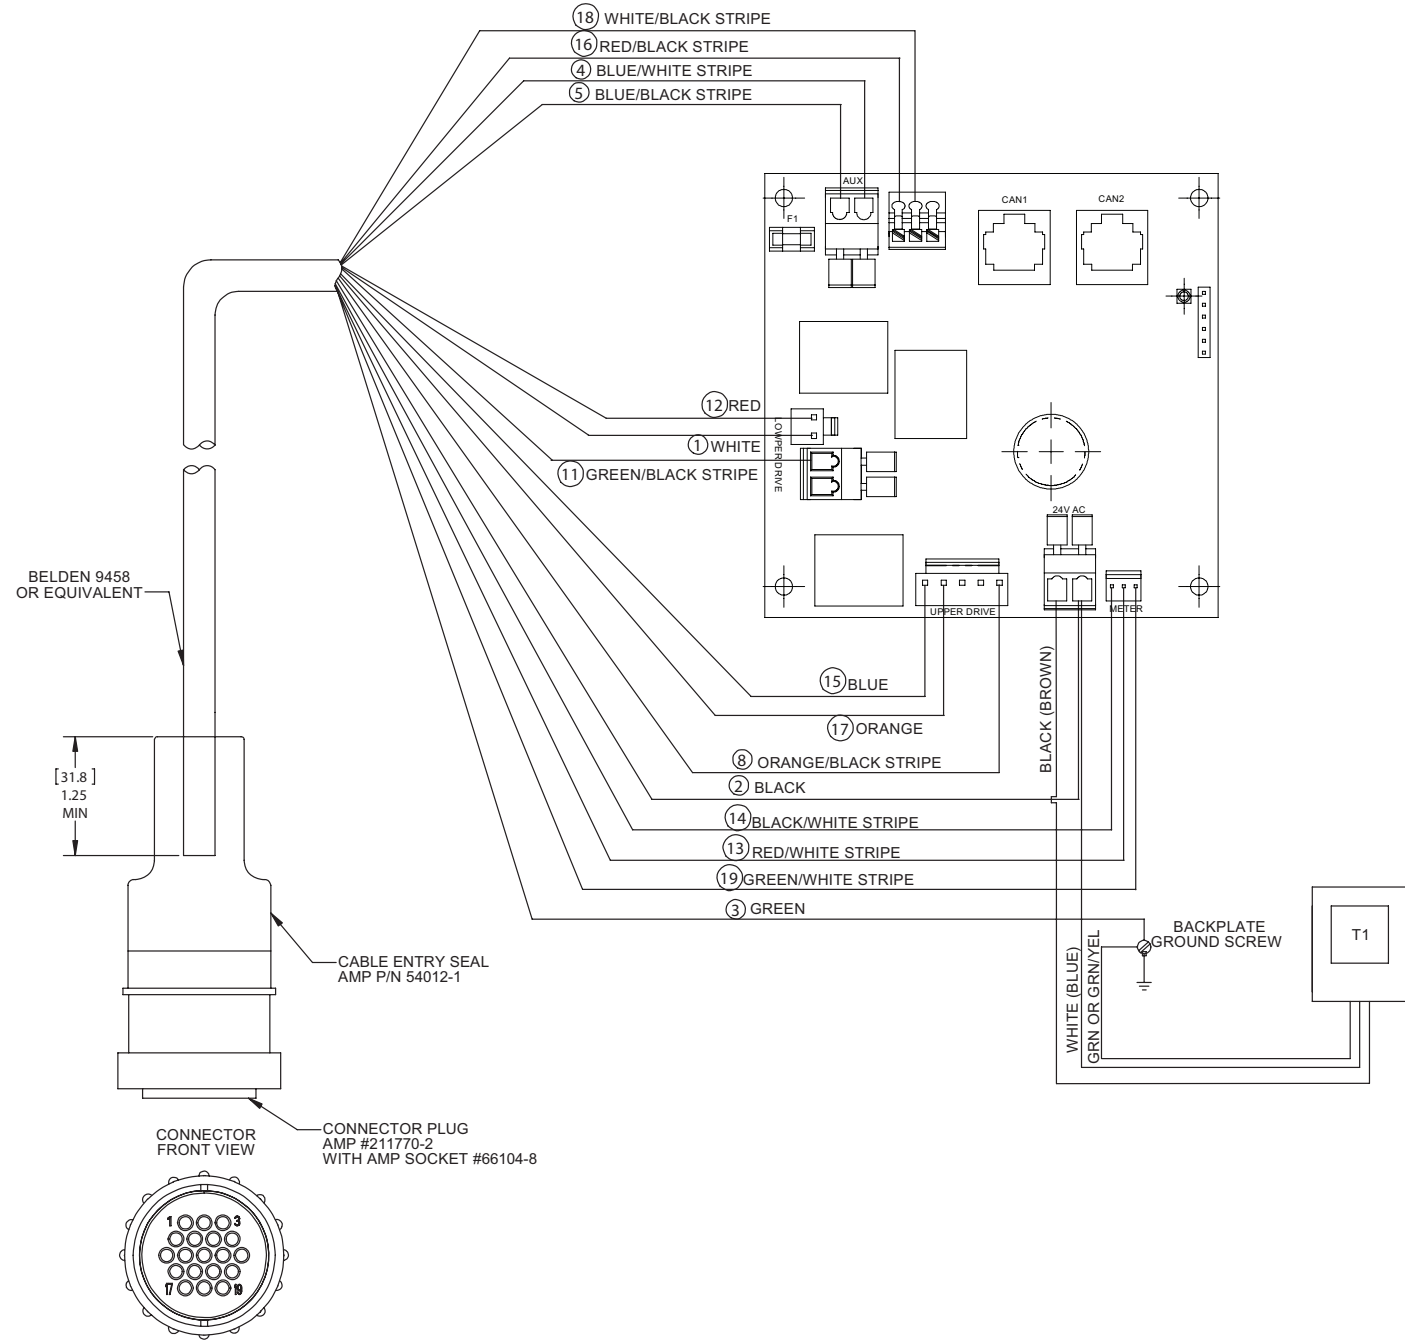 18 WHITE/BLACK STRIPE
16 RED/BLACK STRIPE
4 BLUE/WHITE STRIPE
5 BLUE/BLACK STRIPE
AUX
F1
CAN1
CAN2
12 RED
1 WHITE
11 GREEN/BLACK STRIPE
LOWPER DRIVE
24V AC
UPPER DRIVE
METER
BELDEN 9458
OR EQUIVALENT
15 BLUE
17 ORANGE
8 ORANGE/BLACK STRIPE
2 BLACK
14 BLACK/WHITE STRIPE
13 RED/WHITE STRIPE
19 GREEN/WHITE STRIPE
3 GREEN
BLACK (BROWN)
WHITE (BLUE)
GRN OR GRN/YEL
BACKPLATE
GROUND SCREW
T1
[31.8]
1.25
MIN
CABLE ENTRY SEAL
AMP P/N 54012-1
CONNECTOR PLUG
AMP #211770-2
WITH AMP SOCKET #66104-8
CONNECTOR
FRONT VIEW
1 3
17 19